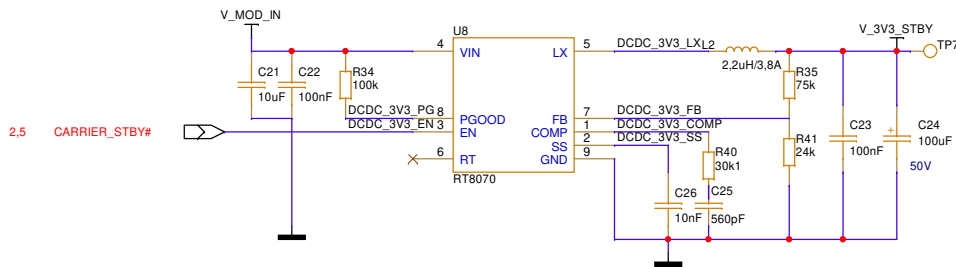 V_MOD_IN
U8
V_3V3_STBY
4 VIN LX 5 DCDC_3V3_LX L2
TP7
2,2uH/3,8A
C21 10uF
C22 100nF
R34 100k
R35 75k
DCDC_3V3_PG 8 PGOOD FB 7 DCDC_3V3_FB
2,5 CARRIER_STBY# DCDC_3V3_EN 3 EN COMP 1 DCDC_3V3_COMP
SS 2 DCDC_3V3_SS
6 RT GND 9
RT8070
R40 30k1
R41 24k
C23 100nF
C24 + 100uF
50V
C26 10nF
C25 560pF